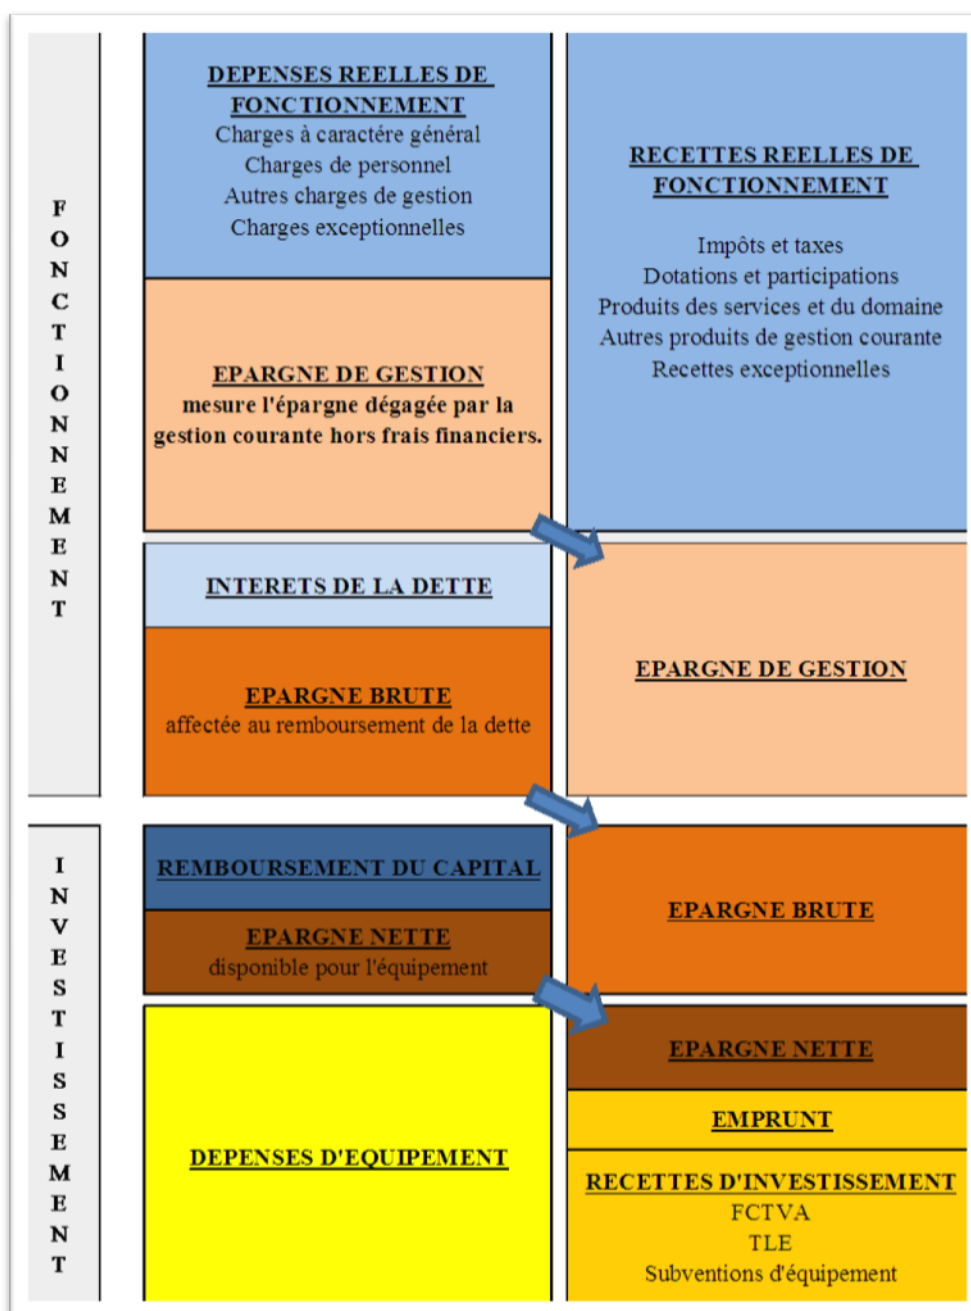 FONCTIONNEMENT
DEPENSES REELLES DE
FONCTIONNEMENT
Charges à caractére général
Charges de personnel
Autres charges de gestion
Charges exceptionnelles
RECETTES REELLES DE
FONCTIONNEMENT
Impôts et taxes
Dotations et participations
Produits des services et du domaine
Autres produits de gestion courante
Recettes exceptionnelles
EPARGNE DE GESTION
mesure l'épargne dégagée par la
gestion courante hors frais financiers.
INTERETS DE LA DETTE
EPARGNE BRUTE
affectée au remboursement de la dette
EPARGNE DE GESTION
INVESTISSEMENT
REMBOURSEMENT DU CAPITAL
EPARGNE NETTE
disponible pour l'équipement
EPARGNE BRUTE
DEPENSES D'EQUIPEMENT
EPARGNE NETTE
EMPRUNT
RECETTES D'INVESTISSEMENT
FCTVA
TLE
Subventions d'équipement